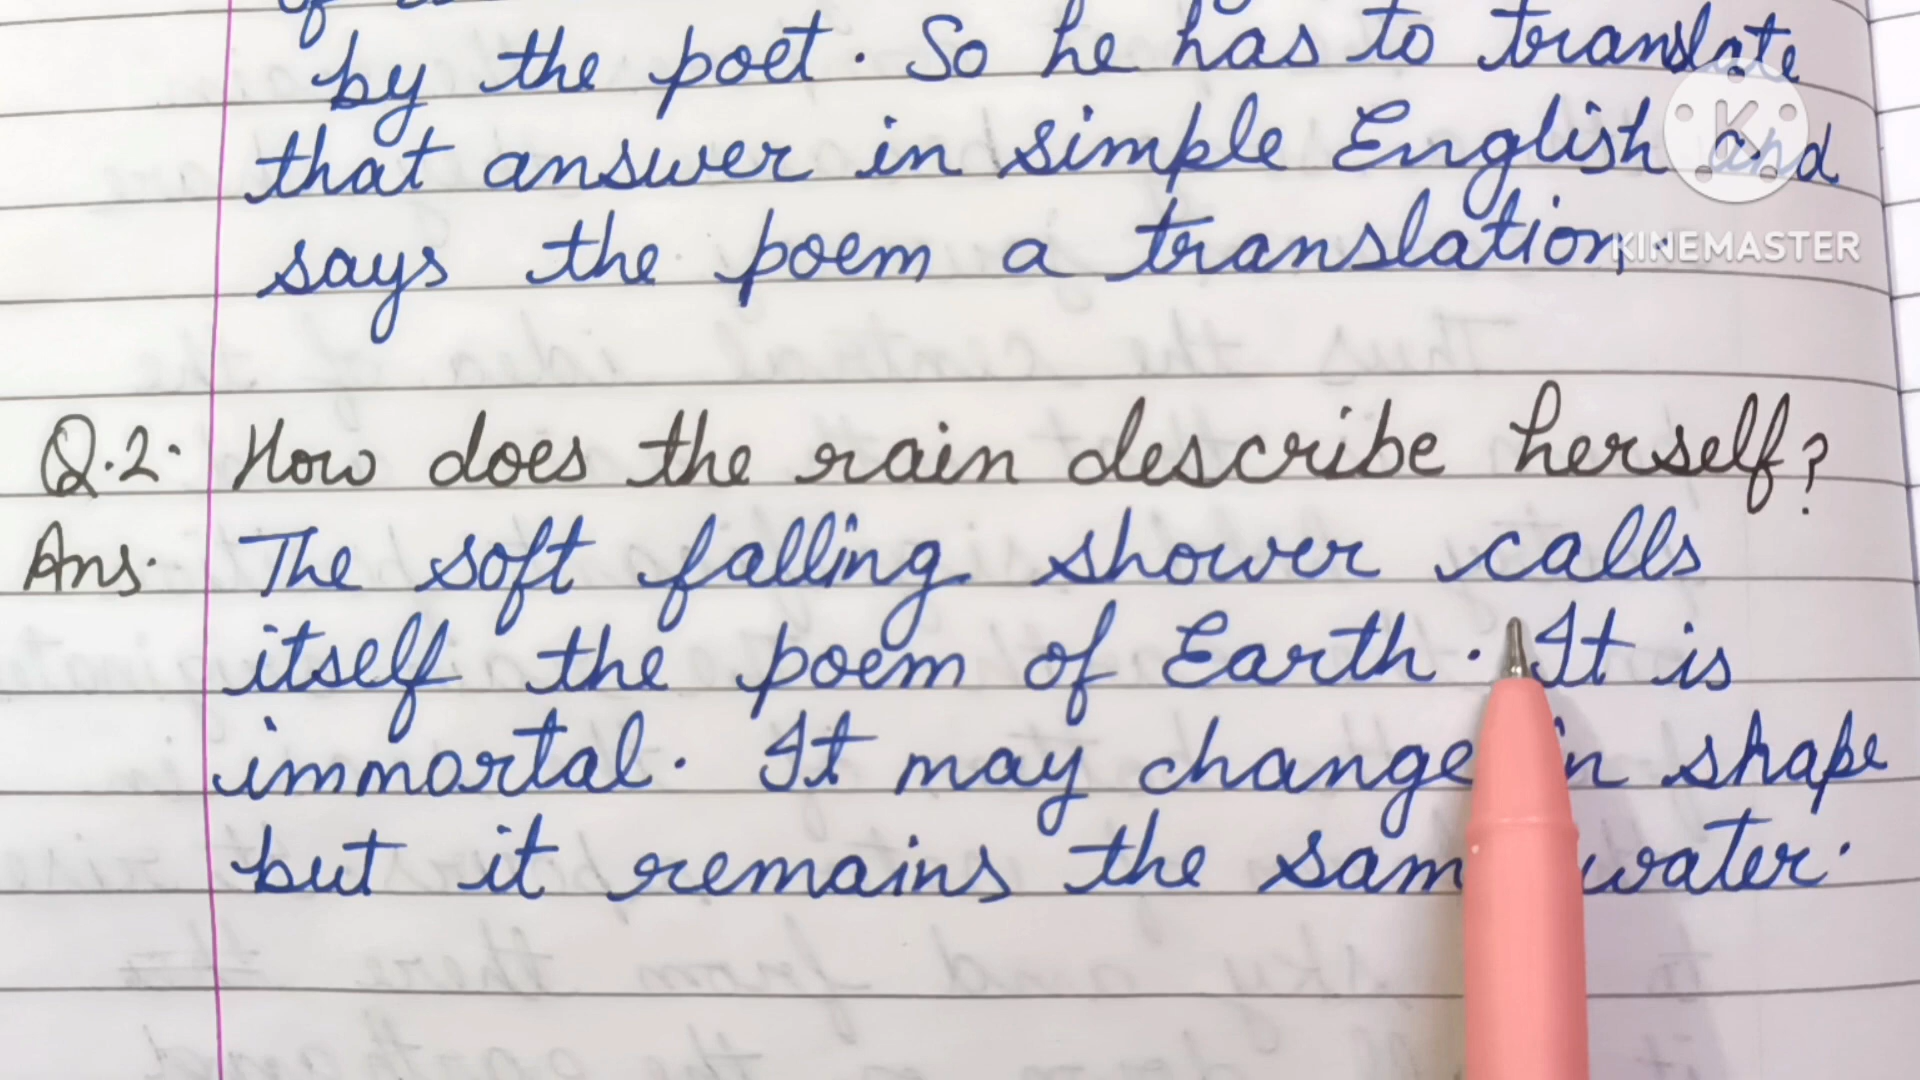 by the poet. So he has to translate
that answer in simple English and
says the poem a translation.
KINEMASTER
Q.2. How does the rain describe herself?
Ans. The soft falling shower calls
itself the poem of Earth. It is
immortal. It may change in shape
but it remains the same water.